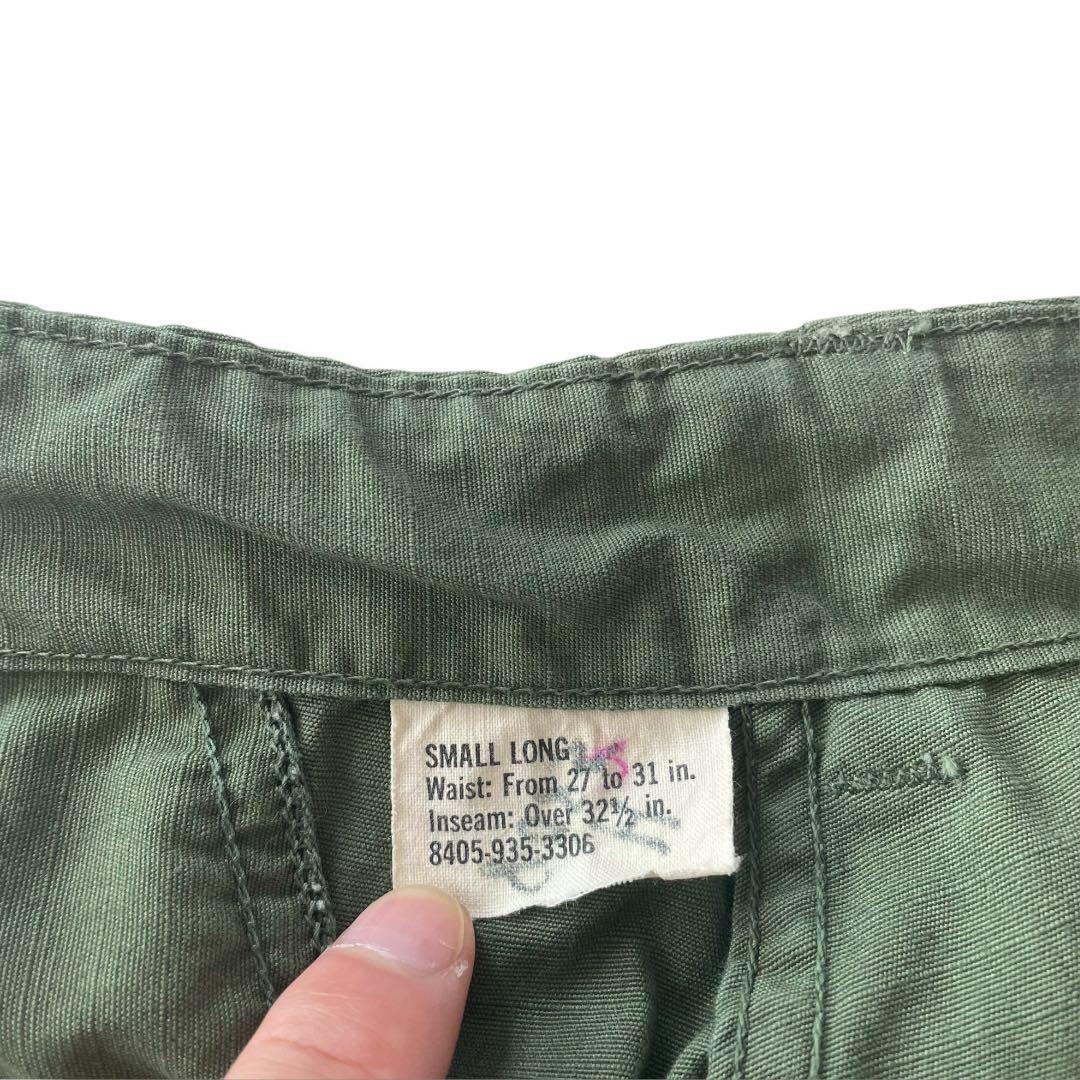 SMALL LONG
Waist: From 27 to 31 in.
Inseam: Over 32½ in.
8405-935-3306